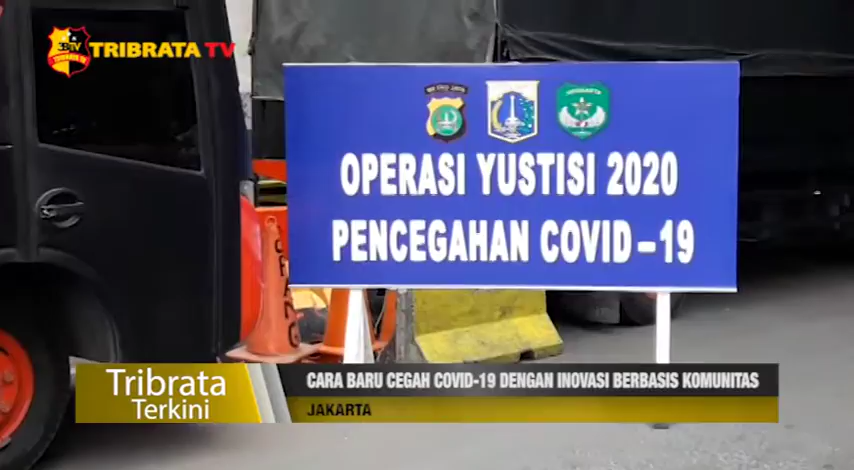 TRIBRATA TV
OPERASI YUSTISI 2020
PENCEGAHAN COVID-19
Tribrata
Terkini
CARA BARU CEGAH COVID-19 DENGAN INOVASI BERBASIS KOMUNITAS
JAKARTA